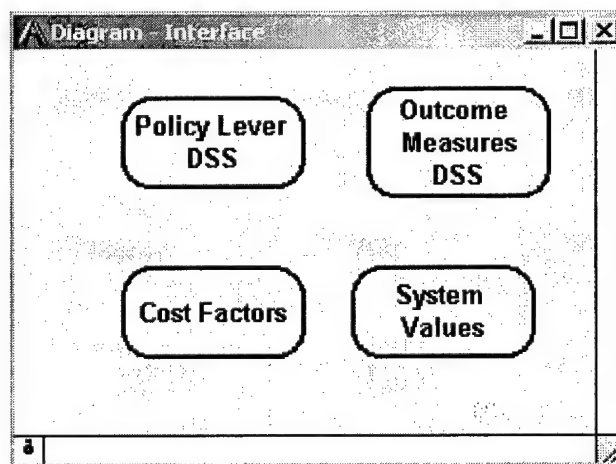 Diagram - Interface
Policy Lever
DSS
Outcome
Measures
DSS
Cost Factors
System
Values